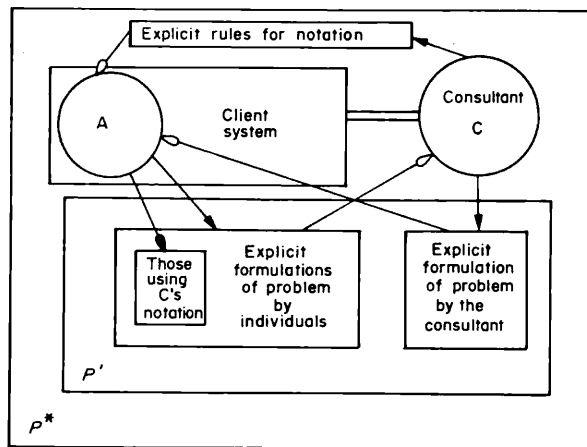 Explicit rules for notation
A
Client
system
Consultant
C
Those
using
C's
notation
Explicit
formulations
of problem
by
individuals
Explicit
formulation
of problem
by the
consultant
P'
P*